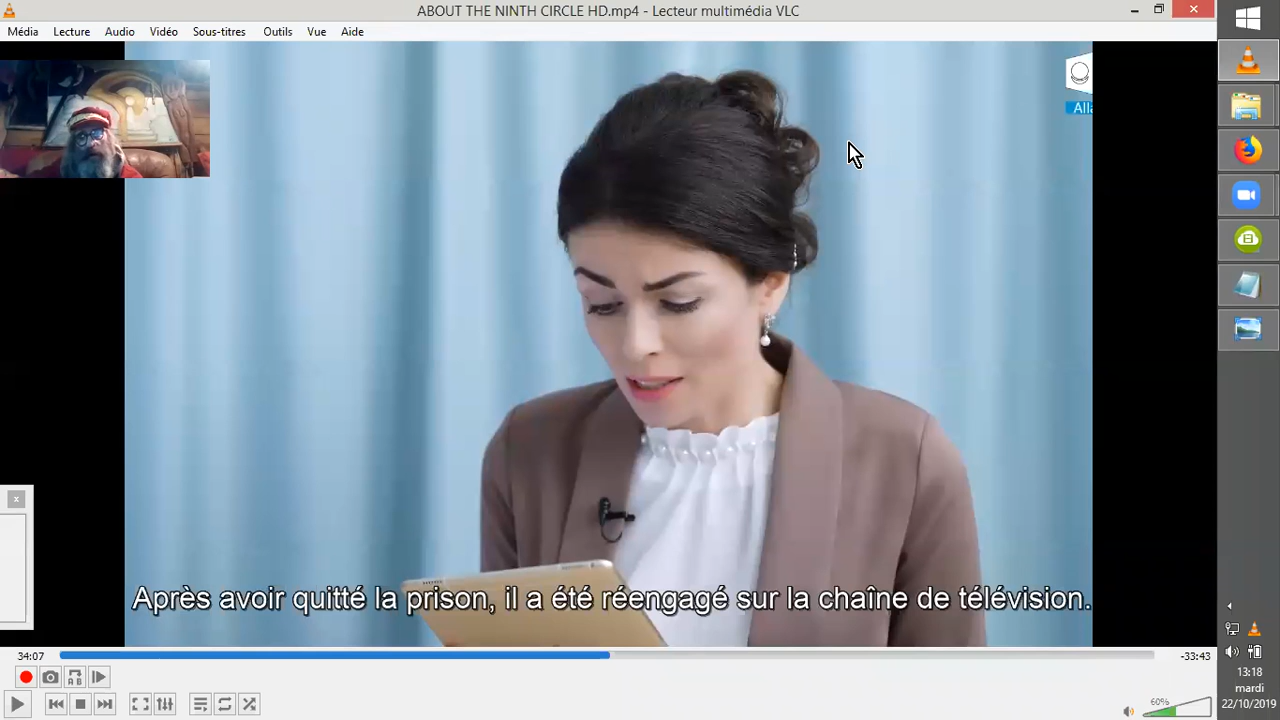 ABOUT THE NINTH CIRCLE HD.mp4 - Lecteur multimédia VLC
Média Lecture Audio Vidéo Sous-titres Outils Vue Aide
Alla
Après avoir quitté la prison, il a été réengagé sur la chaîne de télévision.
34:07
-33:43
60%
13:18
mardi
22/10/2019